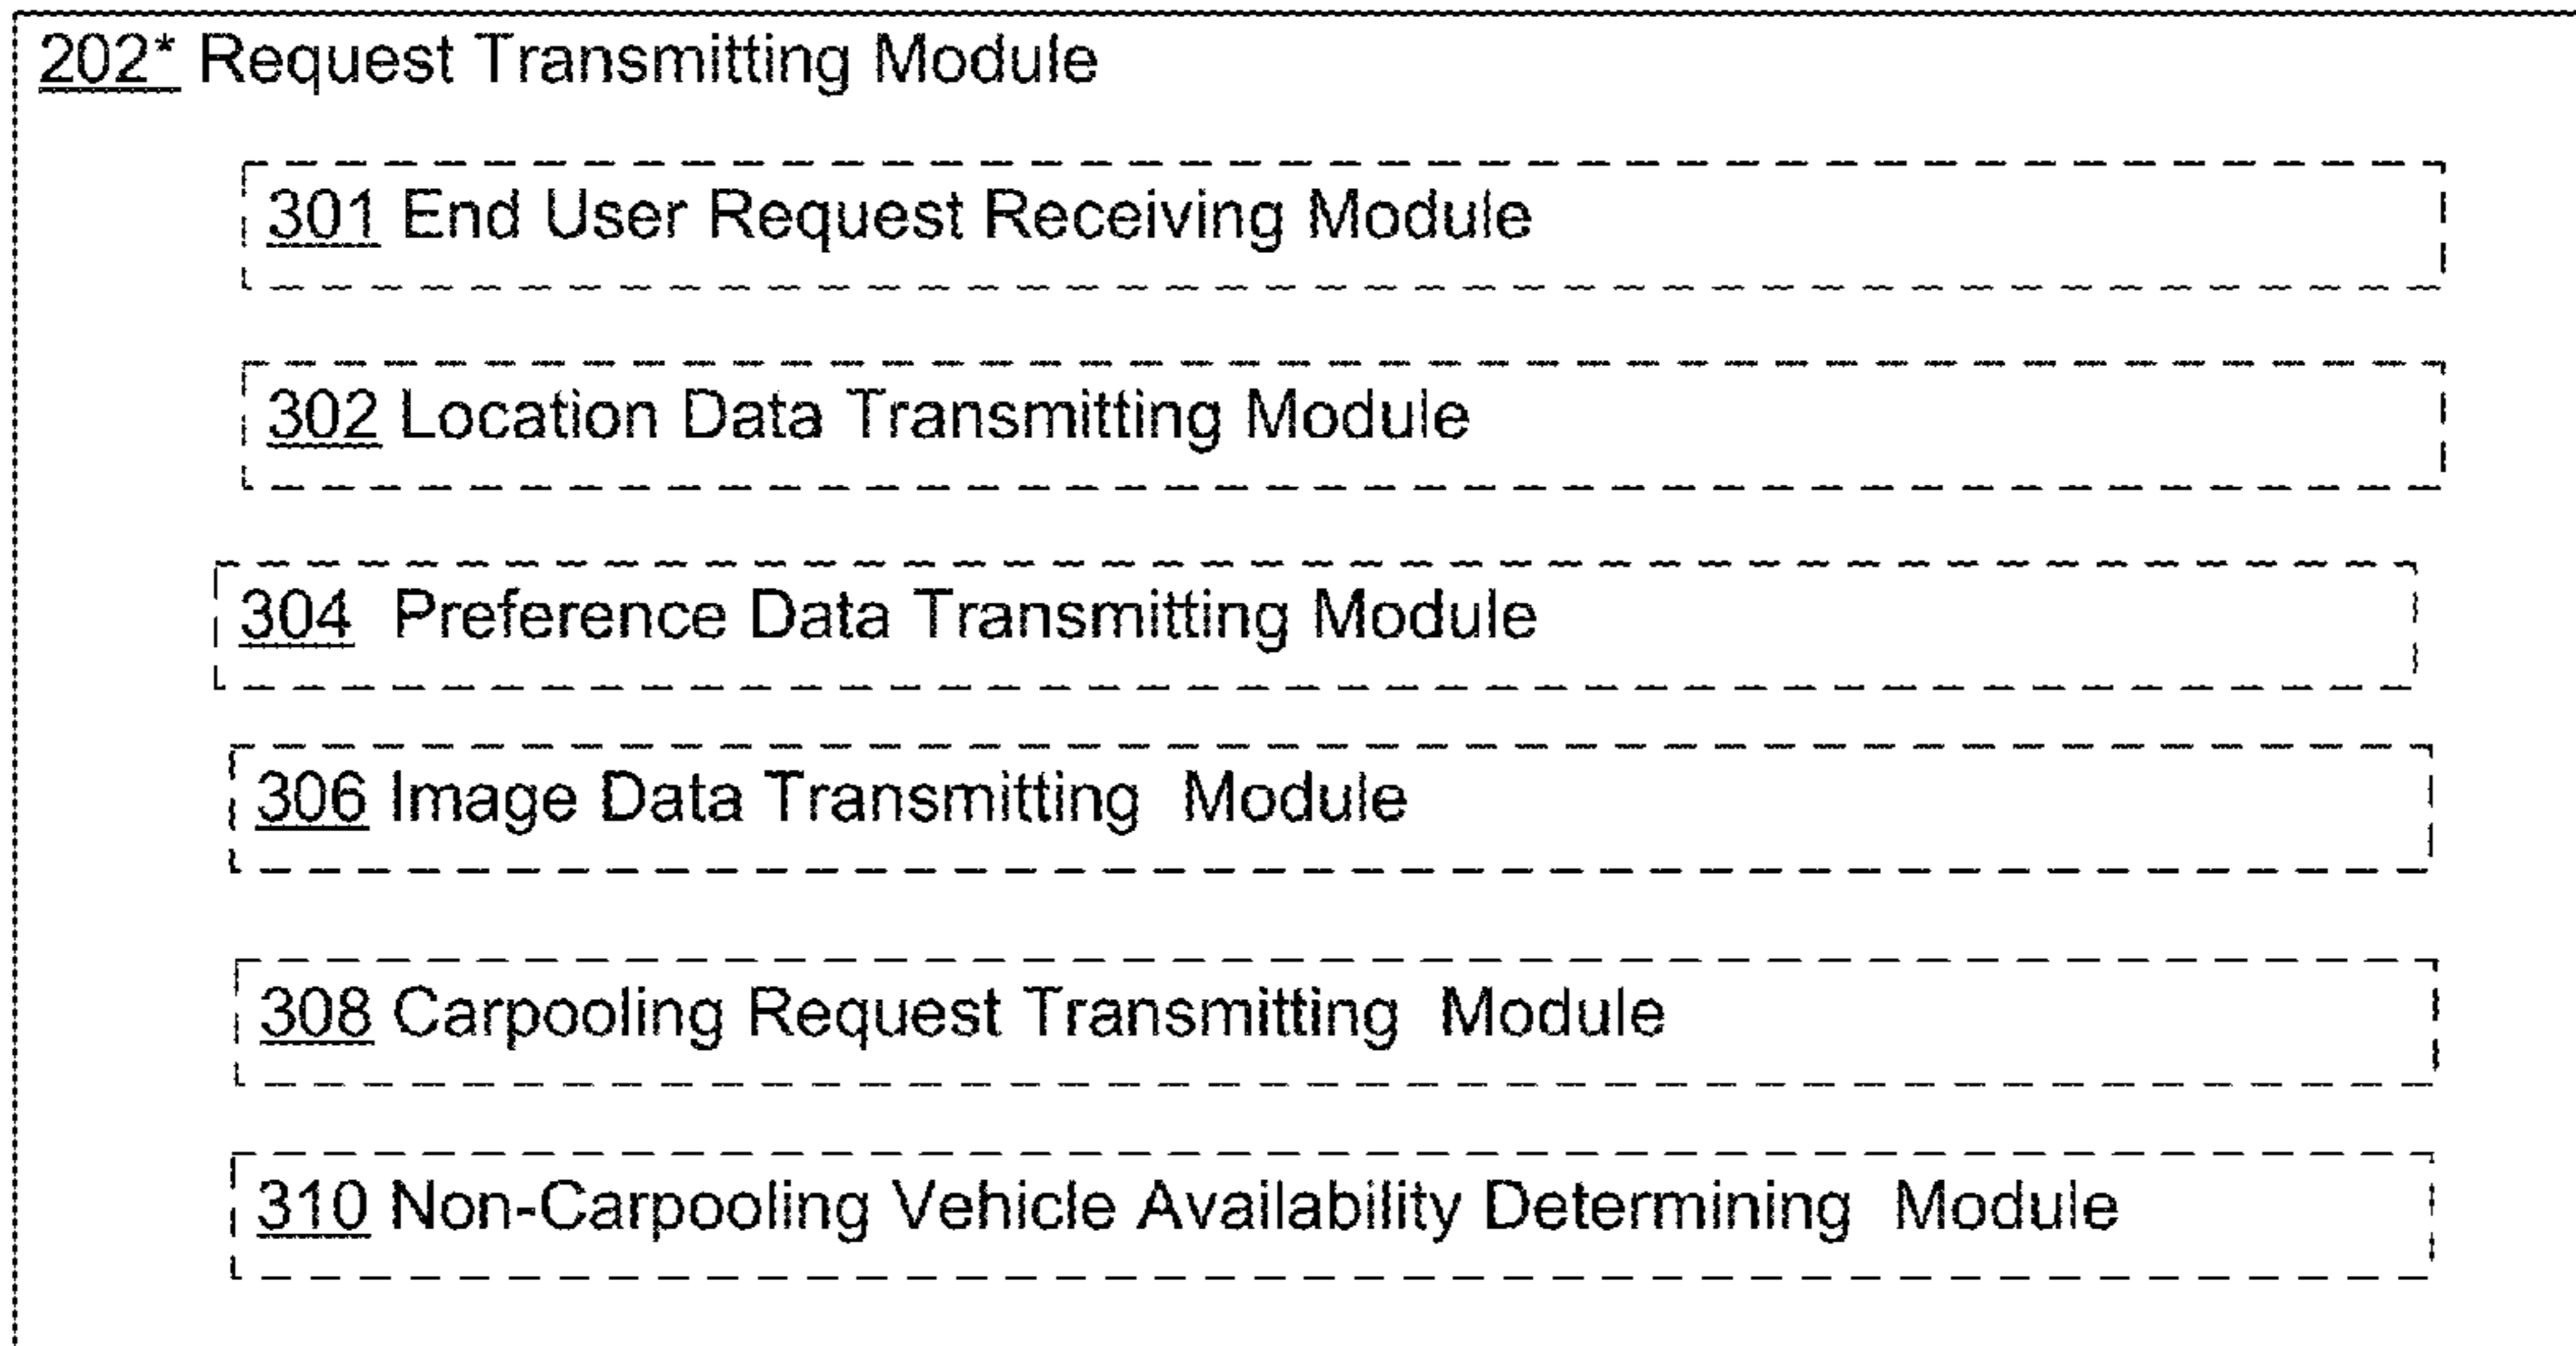 202* Request Transmitting Module
301 End User Request Receiving Module
302 Location Data Transmitting Module
304 Preference Data Transmitting Module
306 Image Data Transmitting Module
308 Carpooling Request Transmitting Module
310 Non-Carpooling Vehicle Availability Determining Module